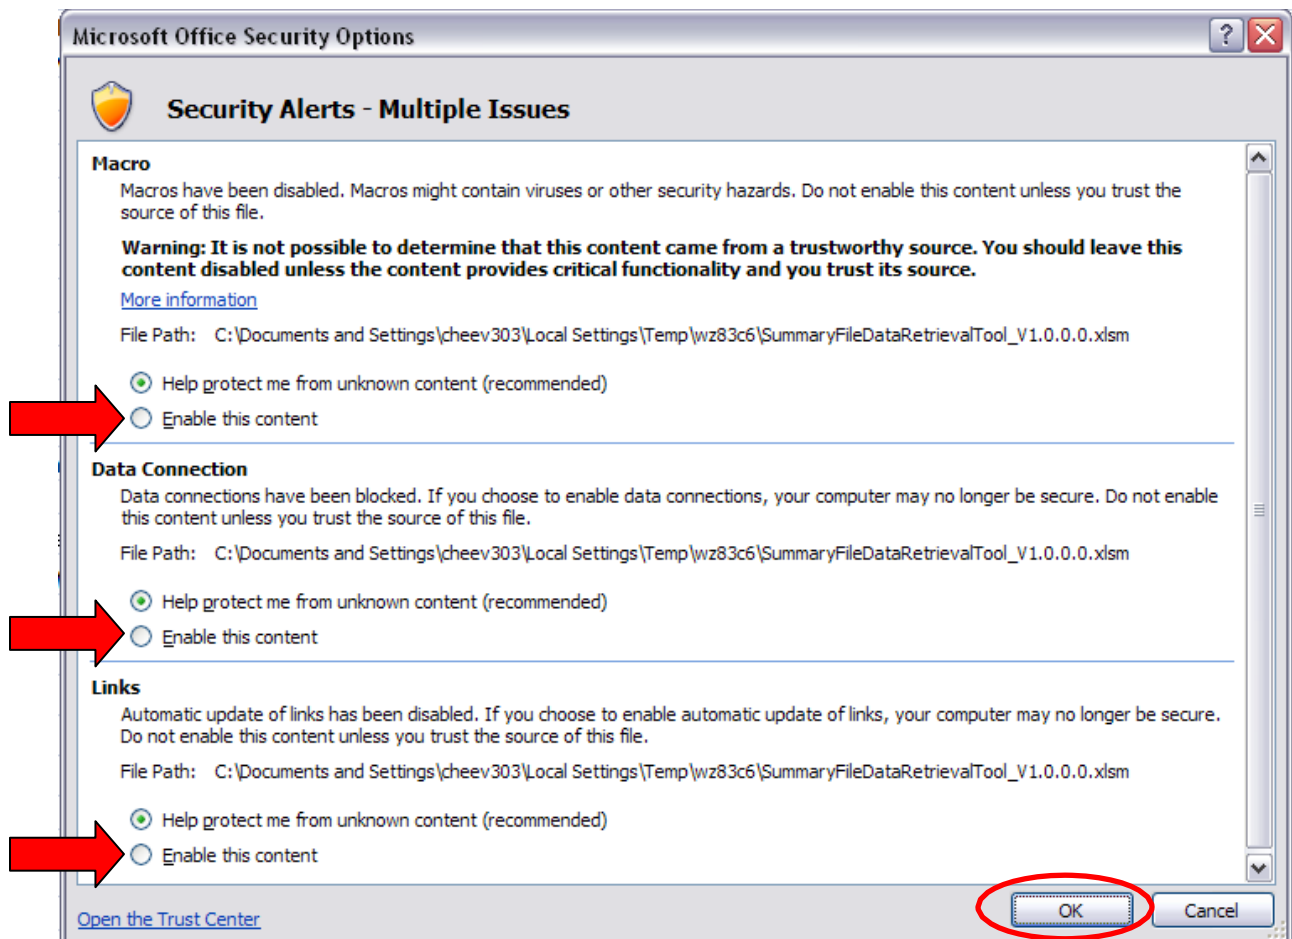 Microsoft Office Security Options
?
Security Alerts - Multiple Issues
Macro
Macros have been disabled. Macros might contain viruses or other security hazards. Do not enable this content unless you trust the
source of this file.
Warning: It is not possible to determine that this content came from a trustworthy source. You should leave this
content disabled unless the content provides critical functionality and you trust its source.
More information
File Path: C:\Documents and Settings\cheev303\Local Settings\Temp\wz83c6\SummaryFileDataRetrievalTool_V1.0.0.0.xlsm
Help protect me from unknown content (recommended)
Enable this content
Data Connection
Data connections have been blocked. If you choose to enable data connections, your computer may no longer be secure. Do not enable
this content unless you trust the source of this file.
File Path: C:\Documents and Settings\cheev303\Local Settings\Temp\wz83c6\SummaryFileDataRetrievalTool_V1.0.0.0.xlsm
Help protect me from unknown content (recommended)
Enable this content
Links
Automatic update of links has been disabled. If you choose to enable automatic update of links, your computer may no longer be secure.
Do not enable this content unless you trust the source of this file.
File Path: C:\Documents and Settings\cheev303\Local Settings\Temp\wz83c6\SummaryFileDataRetrievalTool_V1.0.0.0.xlsm
Help protect me from unknown content (recommended)
Enable this content
Open the Trust Center
OK
Cancel